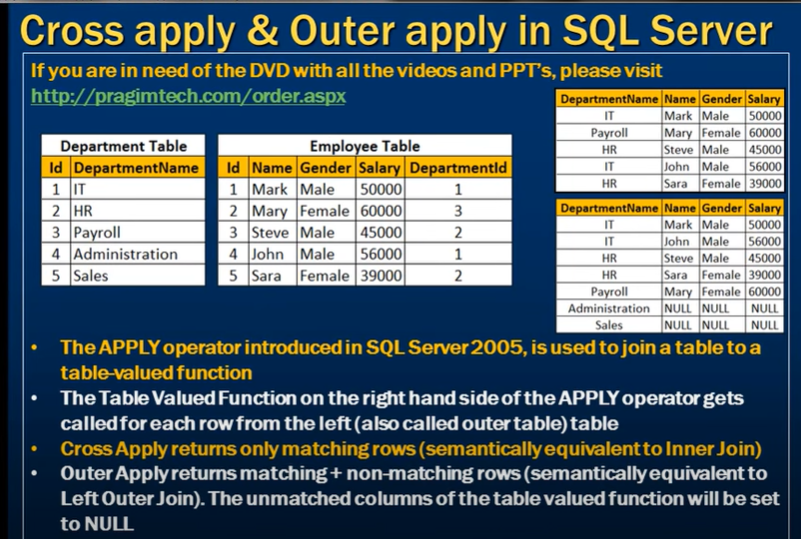 Cross apply & Outer apply in SQL Server
If you are in need of the DVD with all the videos and PPT's, please visit
http://pragimtech.com/order.aspx
Department Table
Id DepartmentName
1 IT
2 HR
3 Payroll
4 Administration
5 Sales
Employee Table
Id Name Gender Salary DepartmentId
1 Mark Male 50000 1
2 Mary Female 60000 3
3 Steve Male 45000 2
4 John Male 56000 1
5 Sara Female 39000 2
DepartmentName Name Gender Salary
IT Mark Male 50000
Payroll Mary Female 60000
HR Steve Male 45000
IT John Male 56000
HR Sara Female 39000
DepartmentName Name Gender Salary
IT Mark Male 50000
IT John Male 56000
HR Steve Male 45000
HR Sara Female 39000
Payroll Mary Female 60000
Administration NULL NULL NULL
Sales NULL NULL NULL
• The APPLY operator introduced in SQL Server 2005, is used to join a table to a
table-valued function
• The Table Valued Function on the right hand side of the APPLY operator gets
called for each row from the left (also called outer table) table
• Cross Apply returns only matching rows (semantically equivalent to Inner Join)
• Outer Apply returns matching + non-matching rows (semantically equivalent to
Left Outer Join). The unmatched columns of the table valued function will be set
to NULL